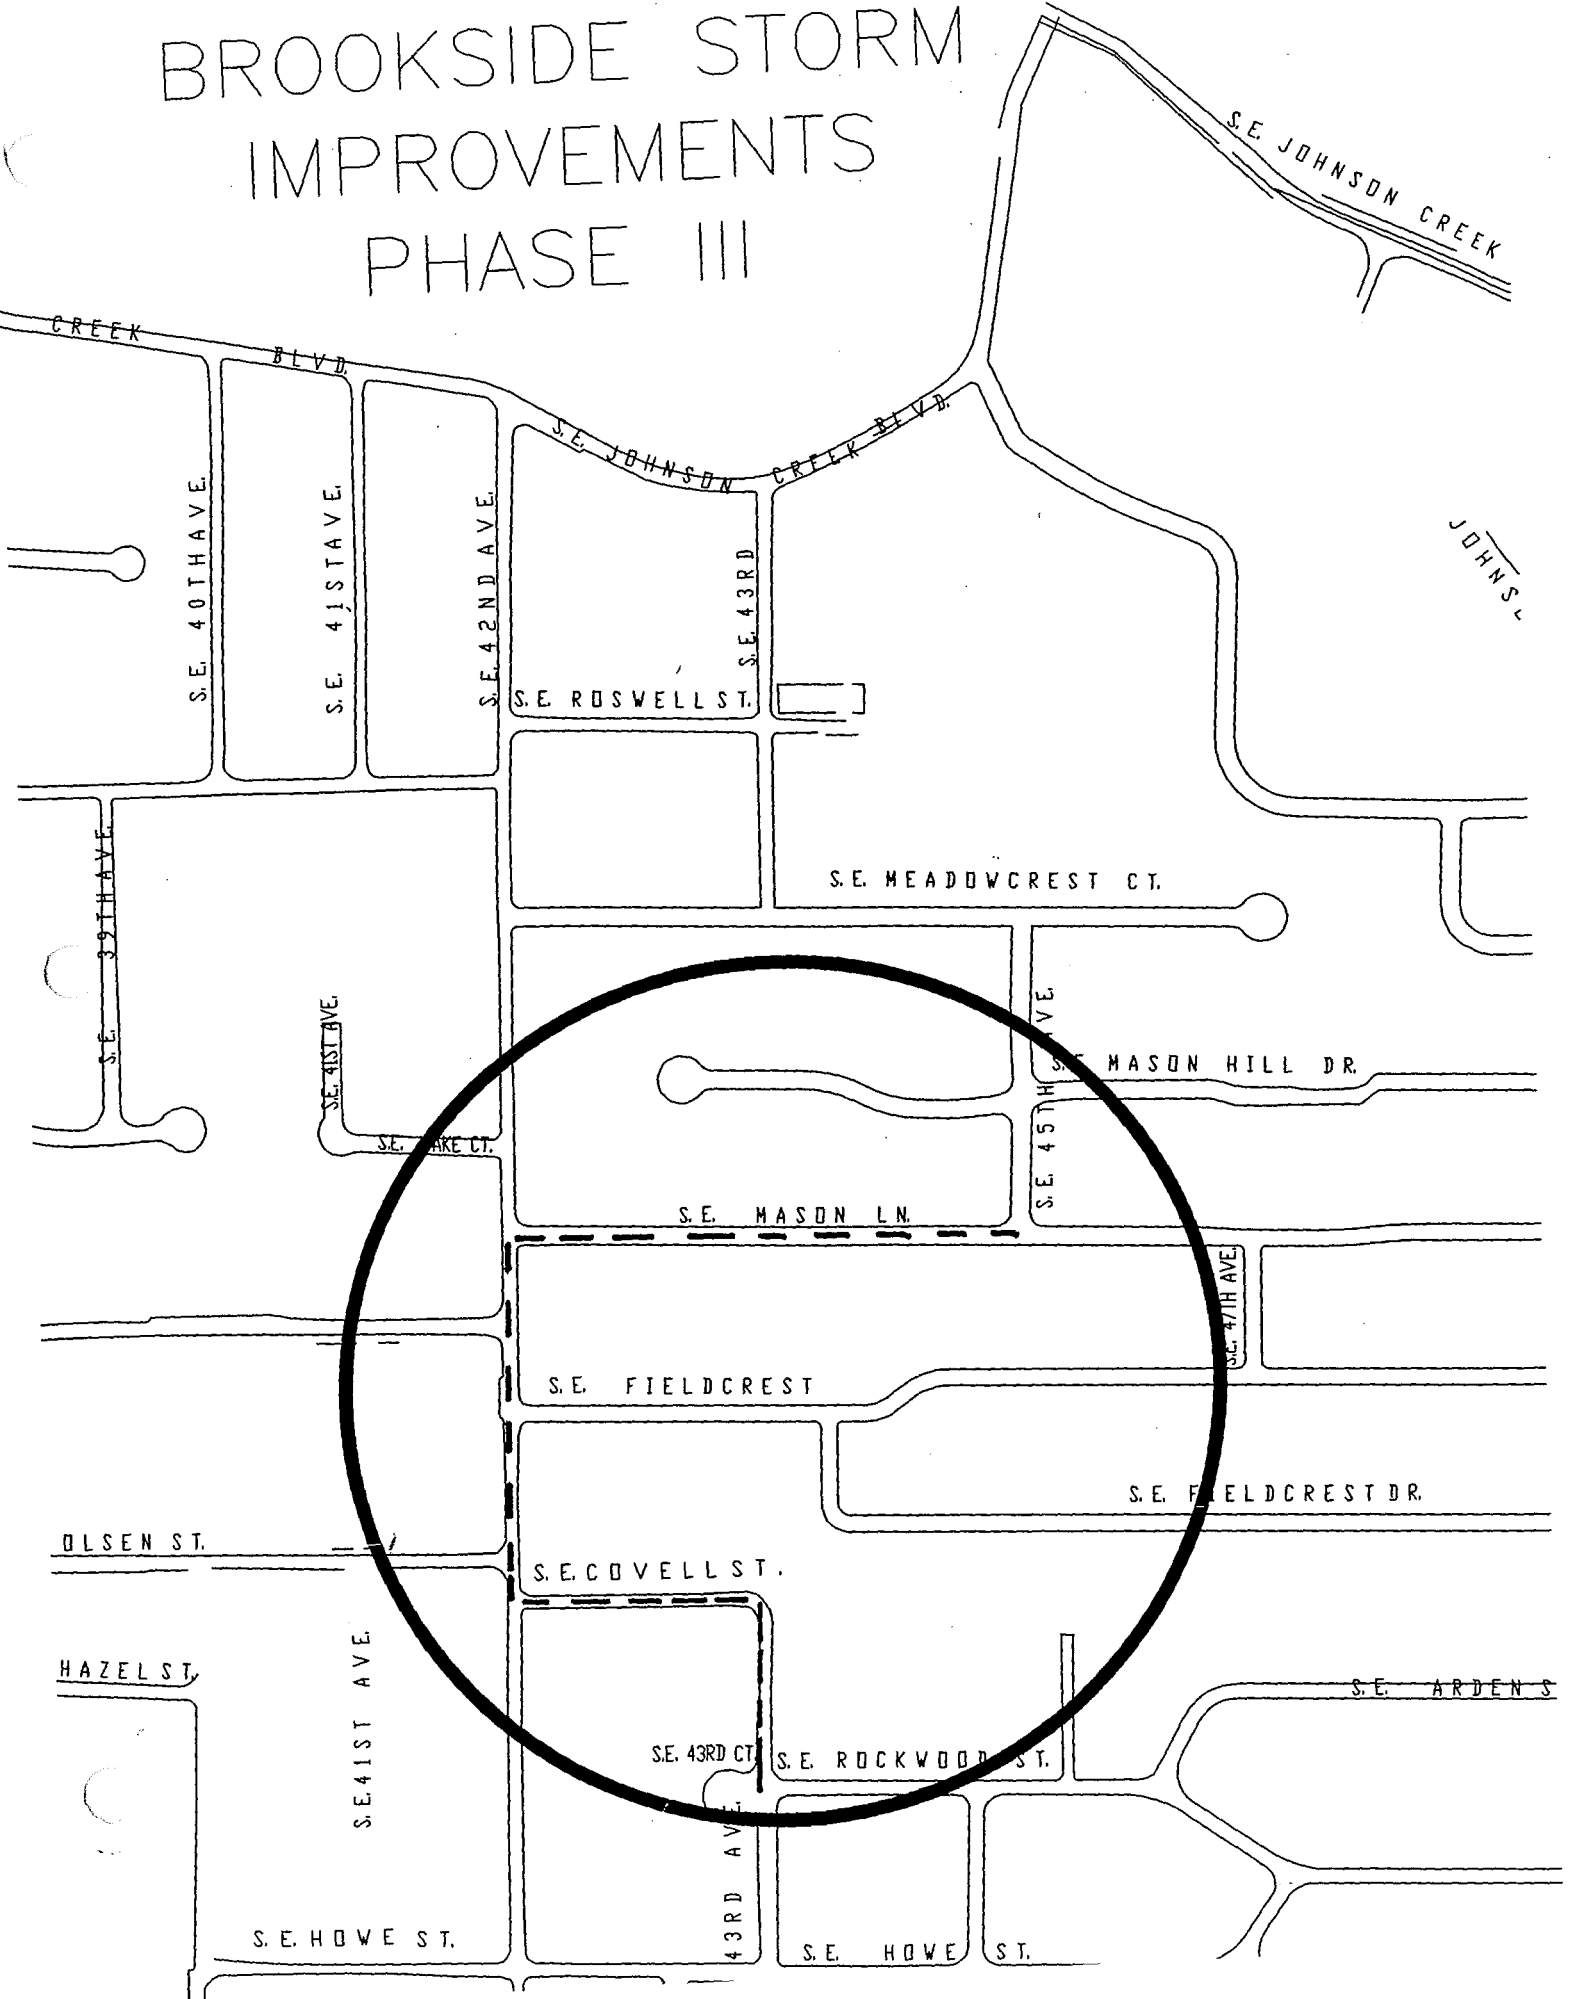 BROOKSIDE STORM
IMPROVEMENTS
PHASE III
S.E. JOHNSON CREEK
CREEK BLVD.
S.E. JOHNSON CREEK BLVD.
S.E. 40TH AVE.
S.E. 41ST AVE.
S.E. 42ND AVE.
S.E. 43RD
JOHNS
S.E. ROSWELL ST.
S.E. 39TH AVE.
S.E. MEADOWCREST CT.
S.E. 41ST AVE.
S.E. 45TH AVE.
S.E. MASON HILL DR.
S.E. LAKE CT.
S.E. MASON LN.
S.E. 47TH AVE.
S.E. FIELDCREST
S.E. FIELDCREST DR.
OLSEN ST.
S.E. COVELL ST.
HAZEL ST.
S.E. 41ST AVE.
S.E. ARDEN S
S.E. 43RD CT.
S.E. ROCKWOOD ST.
43RD AVE.
S.E. HOWE ST.
S.E. HOWE ST.